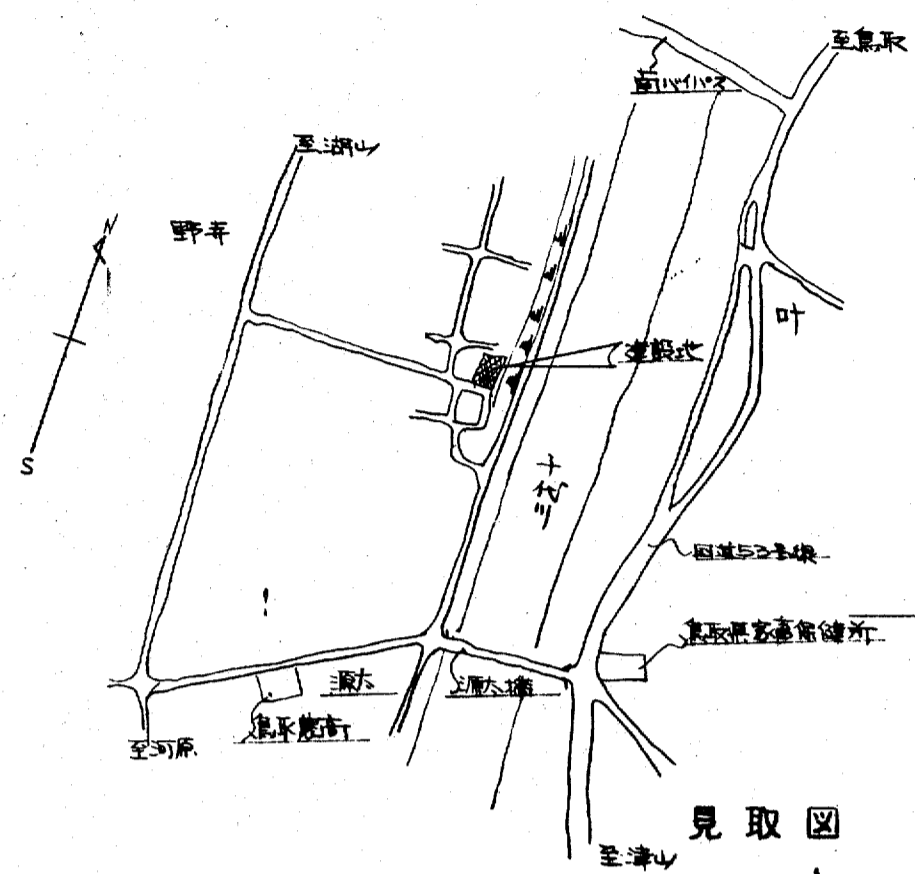 至鳥取
南バイパス
至湖山
野寺
N
叶
建設地
S
千代川
国道53号線
鳥取県家畜保健所
源太
源太橋
鳥取農高
至河原
見取図
至津山